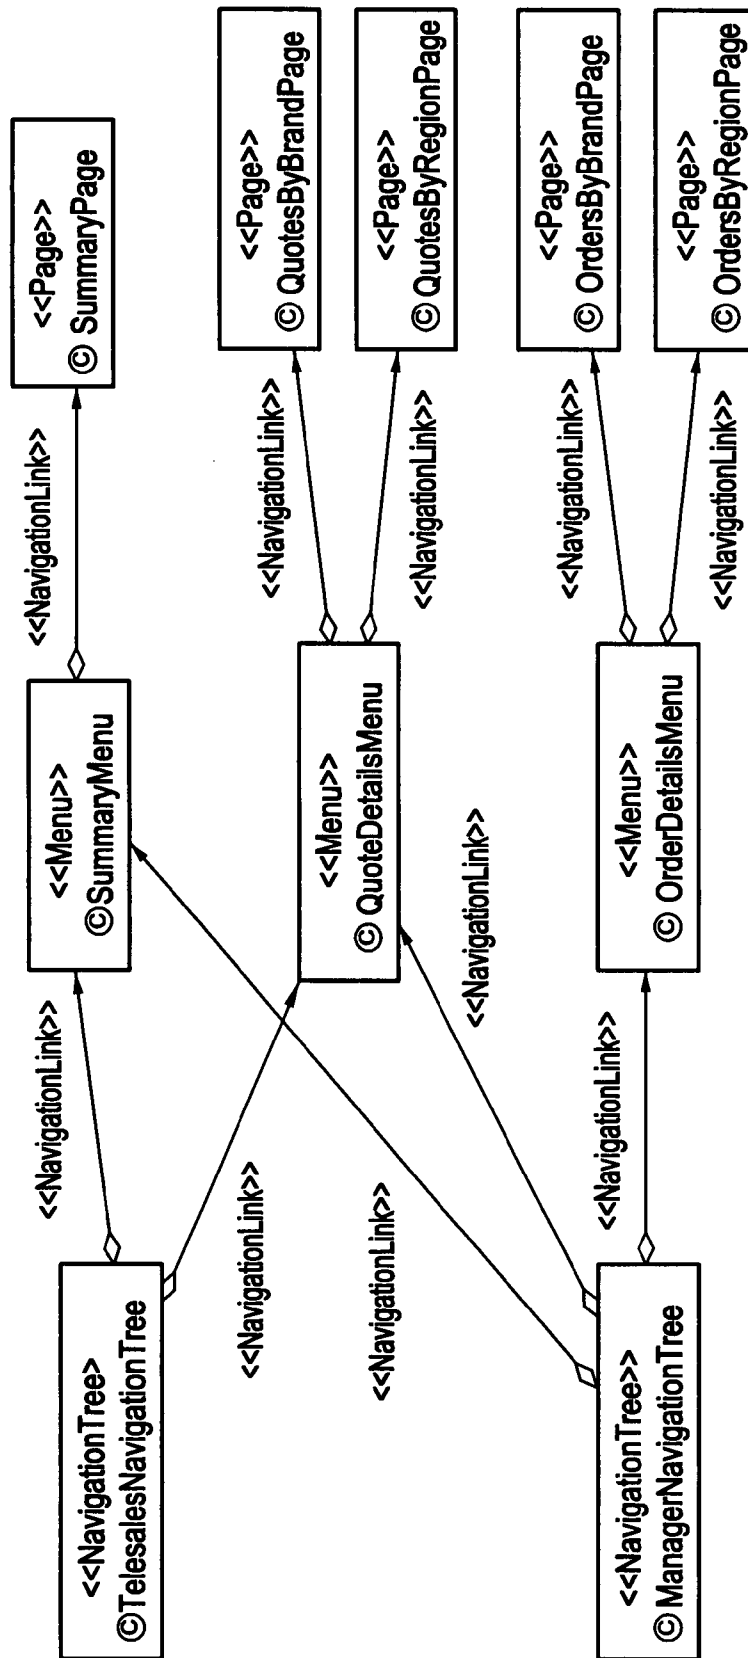 <<Page>>
© SummaryPage
<<NavigationLink>>
<<Menu>>
©SummaryMenu
<<NavigationLink>>
<<NavigationTree>
©TelesalesNavigationTree
<<NavigationLink>>
<<Page>>
© QuotesByBrandPage
<<NavigationLink>>
<<Page>>
© QuotesByRegionPage
<<NavigationLink>>
<<Menu>>
© QuoteDetailsMenu
<<NavigationLink>>
<<NavigationLink>>
<<Page>>
© OrdersByBrandPage
<<NavigationLink>>
<<Page>>
© OrdersByRegionPage
<<NavigationLink>>
<<Menu>>
© OrderDetailsMenu
<<NavigationLink>>
<<NavigationTree>>
© ManagerNavigationTree